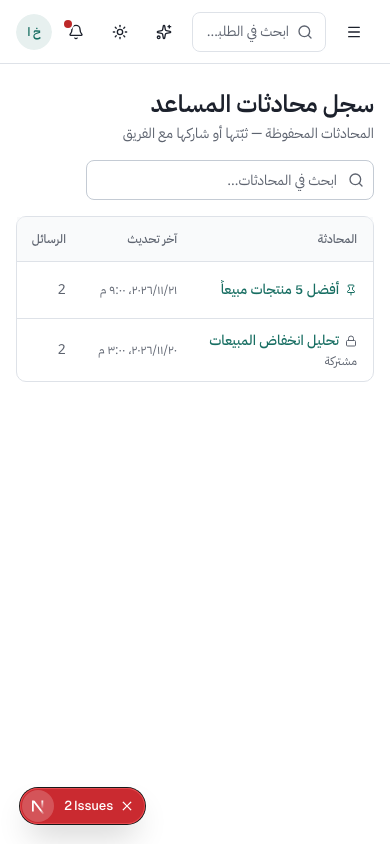 ابحث في الطلبـ...
خ ا
سجل محادثات المساعد
المحادثات المحفوظة — ثبّتها أو شاركها مع الفريق
ابحث في المحادثات...
المحادثة آخر تحديث الرسائل
أفضل 5 منتجات مبيعاً ٢٠٢٦/١١/٢١، ٩:٠٠ م 2
تحليل انخفاض المبيعات ٢٠٢٦/١١/٢٠، ٣:٠٠ م 2
مشتركة
N 2 Issues